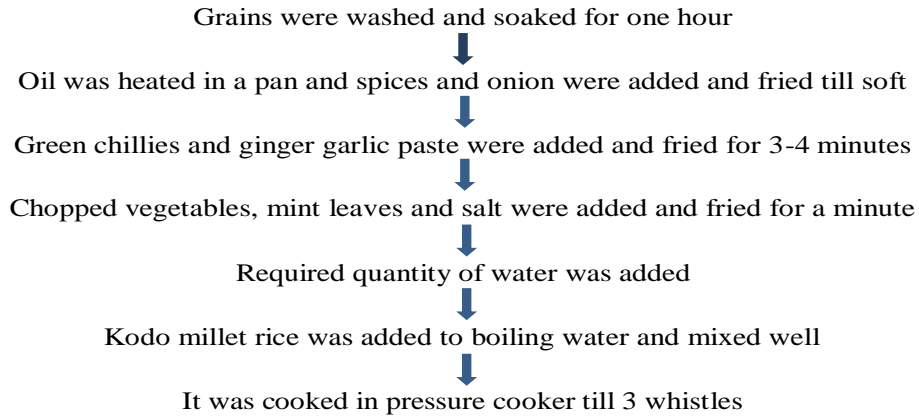 Grains were washed and soaked for one hour
Oil was heated in a pan and spices and onion were added and fried till soft
Green chillies and ginger garlic paste were added and fried for 3-4 minutes
Chopped vegetables, mint leaves and salt were added and fried for a minute
Required quantity of water was added
Kodo millet rice was added to boiling water and mixed well
It was cooked in pressure cooker till 3 whistles